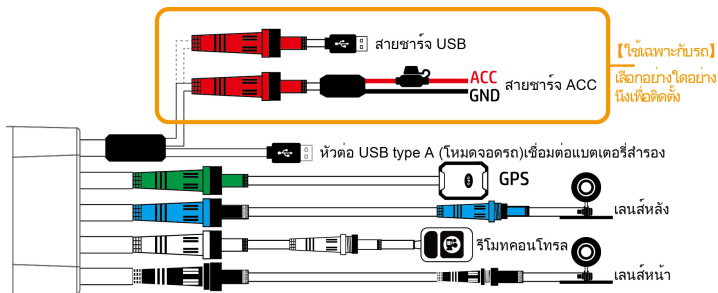 สายชาร์จ USB
【ใช้เฉพาะกับรถ】
เลือกอย่างใดอย่าง
นึงเพื่อติดตั้ง
ACC
GND
สายชาร์จ ACC
หัวต่อ USB type A (โหมดจอดรถ)เชื่อมต่อแบตเตอรี่สำรอง
GPS
เลนส์หลัง
รีโมทคอนโทรล
เลนส์หน้า